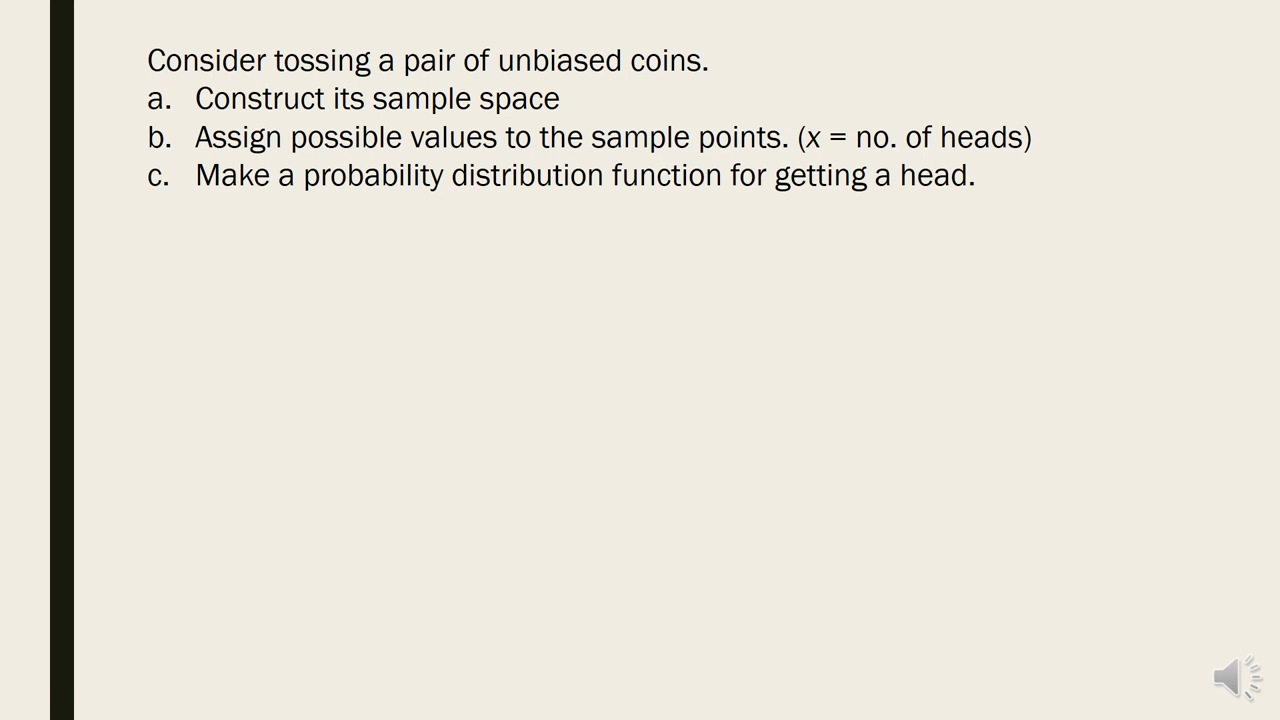 Consider tossing a pair of unbiased coins.
a. Construct its sample space
b. Assign possible values to the sample points. (x = no. of heads)
c. Make a probability distribution function for getting a head.